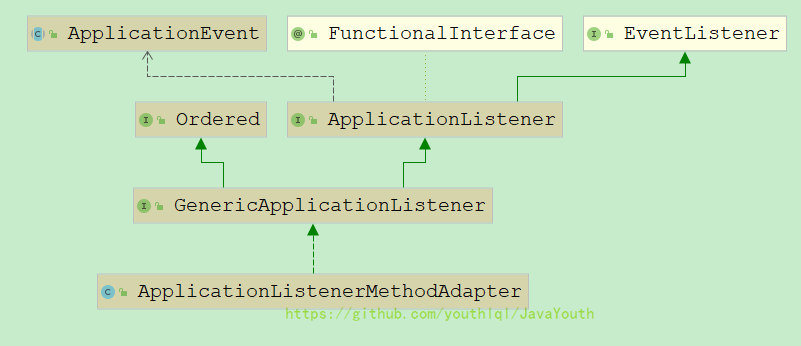 ApplicationEvent
FunctionalInterface
EventListener
Ordered
ApplicationListener
GenericApplicationListener
ApplicationListenerMethodAdapter
https://github.com/youthlql/JavaYouth